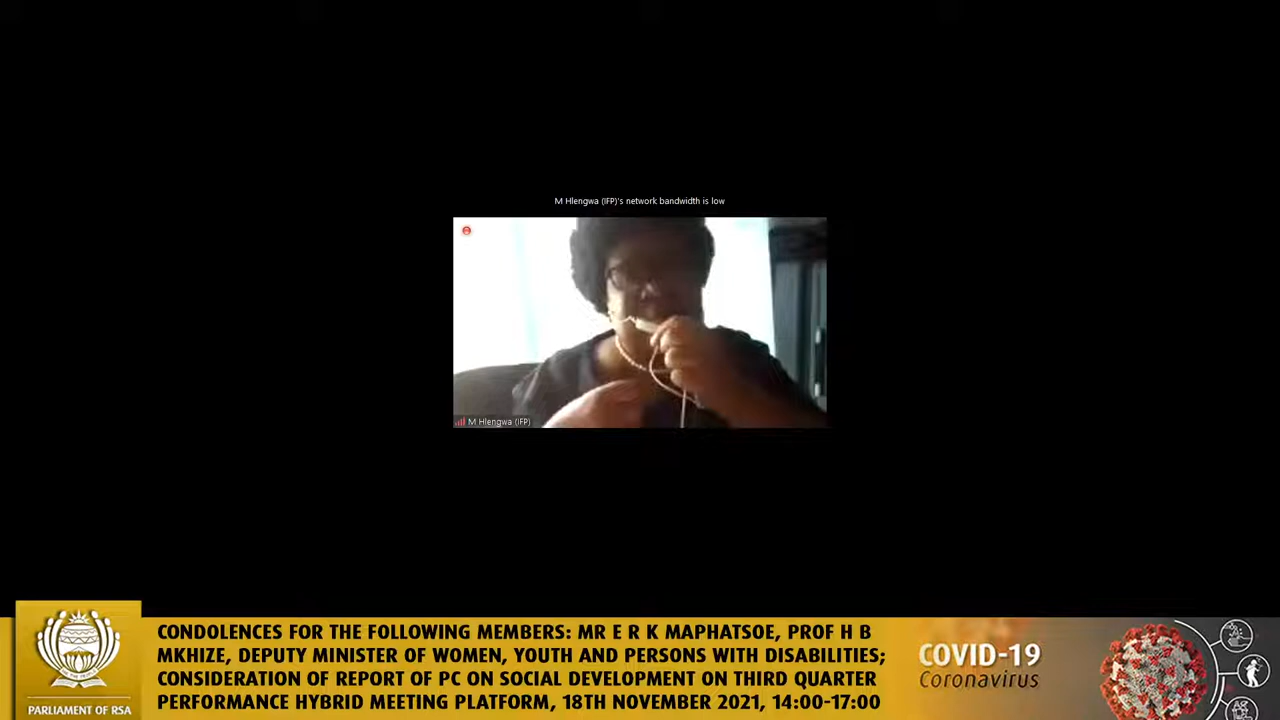 M Hlengwa (IFP)'s network bandwidth is low
M Hlengwa (IFP)
CONDOLENCES FOR THE FOLLOWING MEMBERS: MR E R K MAPHATSOE, PROF H B
MKHIZE, DEPUTY MINISTER OF WOMEN, YOUTH AND PERSONS WITH DISABILITIES;
CONSIDERATION OF REPORT OF PC ON SOCIAL DEVELOPMENT ON THIRD QUARTER
PERFORMANCE HYBRID MEETING PLATFORM, 18TH NOVEMBER 2021, 14:00-17:00
PARLIAMENT OF RSA
COVID-19
Coronavirus